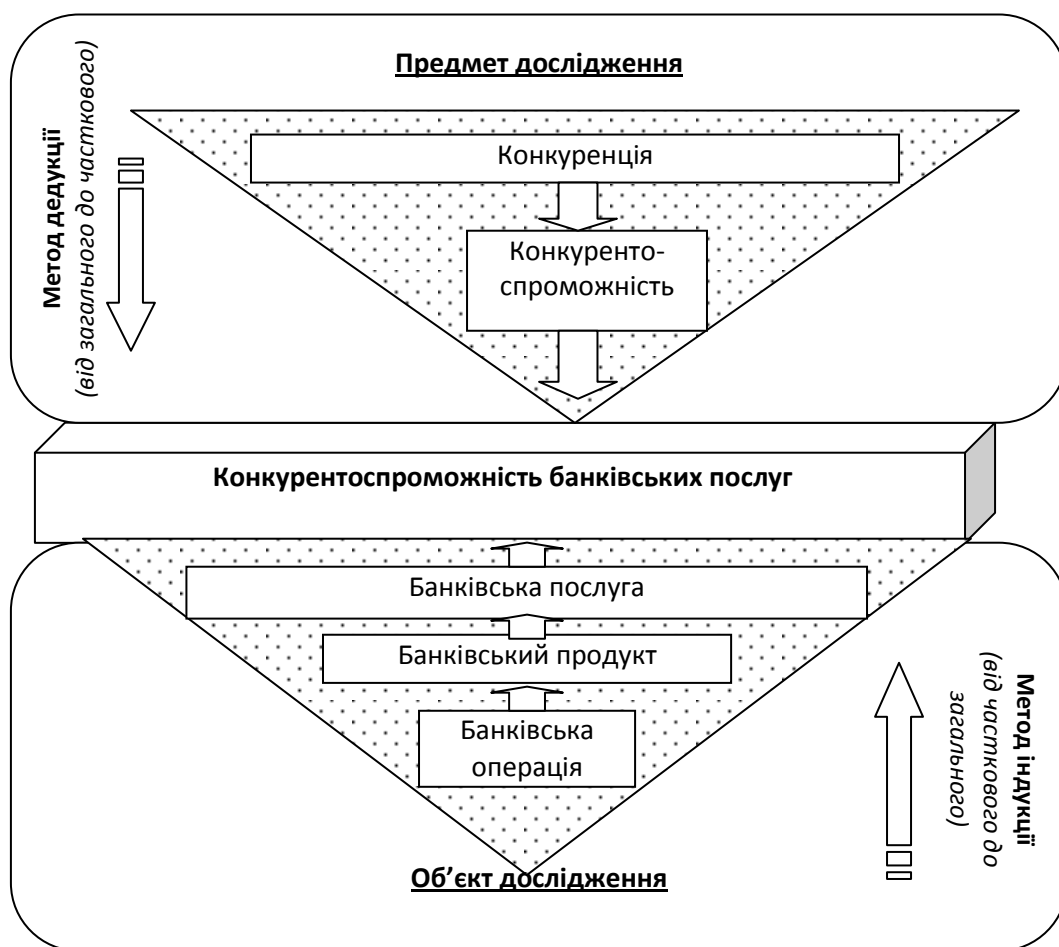 Предмет дослідження
Метод дедукції
(від загального до часткового)
Конкуренція
Конкуренто-
спроможність
Конкурентоспроможність банківських послуг
Банківська послуга
Банківський продукт
Банківська
операція
Метод індукції
(від часткового до
загального)
Об’єкт дослідження